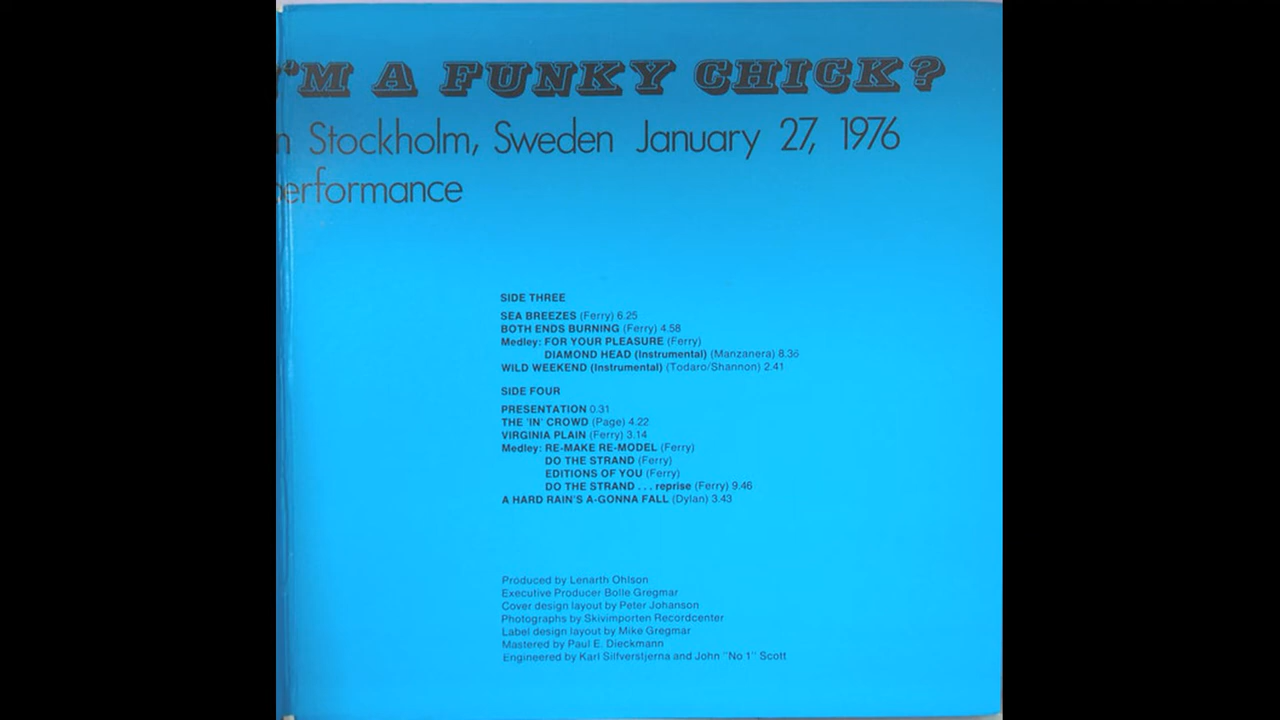 'M A FUNKY CHICK?
n Stockholm, Sweden January 27, 1976
performance
SIDE THREE
SEA BREEZES (Ferry) 6.25
BOTH ENDS BURNING (Ferry) 4.58
Medley: FOR YOUR PLEASURE (Ferry)
DIAMOND HEAD (Instrumental) (Manzanera) 8.36
WILD WEEKEND (Instrumental) (Todaro/Shannon) 2.41
SIDE FOUR
PRESENTATION 0.31
THE 'IN' CROWD (Page) 4.22
VIRGINIA PLAIN (Ferry) 3.14
Medley: RE-MAKE RE-MODEL (Ferry)
DO THE STRAND (Ferry)
EDITIONS OF YOU (Ferry)
DO THE STRAND . . . reprise (Ferry) 9.46
A HARD RAIN'S A-GONNA FALL (Dylan) 3.43
Produced by Lenarth Ohlson
Executive Producer Bolle Gregmar
Cover design layout by Peter Johanson
Photographs by Skivimporten Recordcenter
Label design layout by Mike Gregmar
Mastered by Paul E. Dieckmann
Engineered by Karl Silfverstjerna and John "No 1" Scott